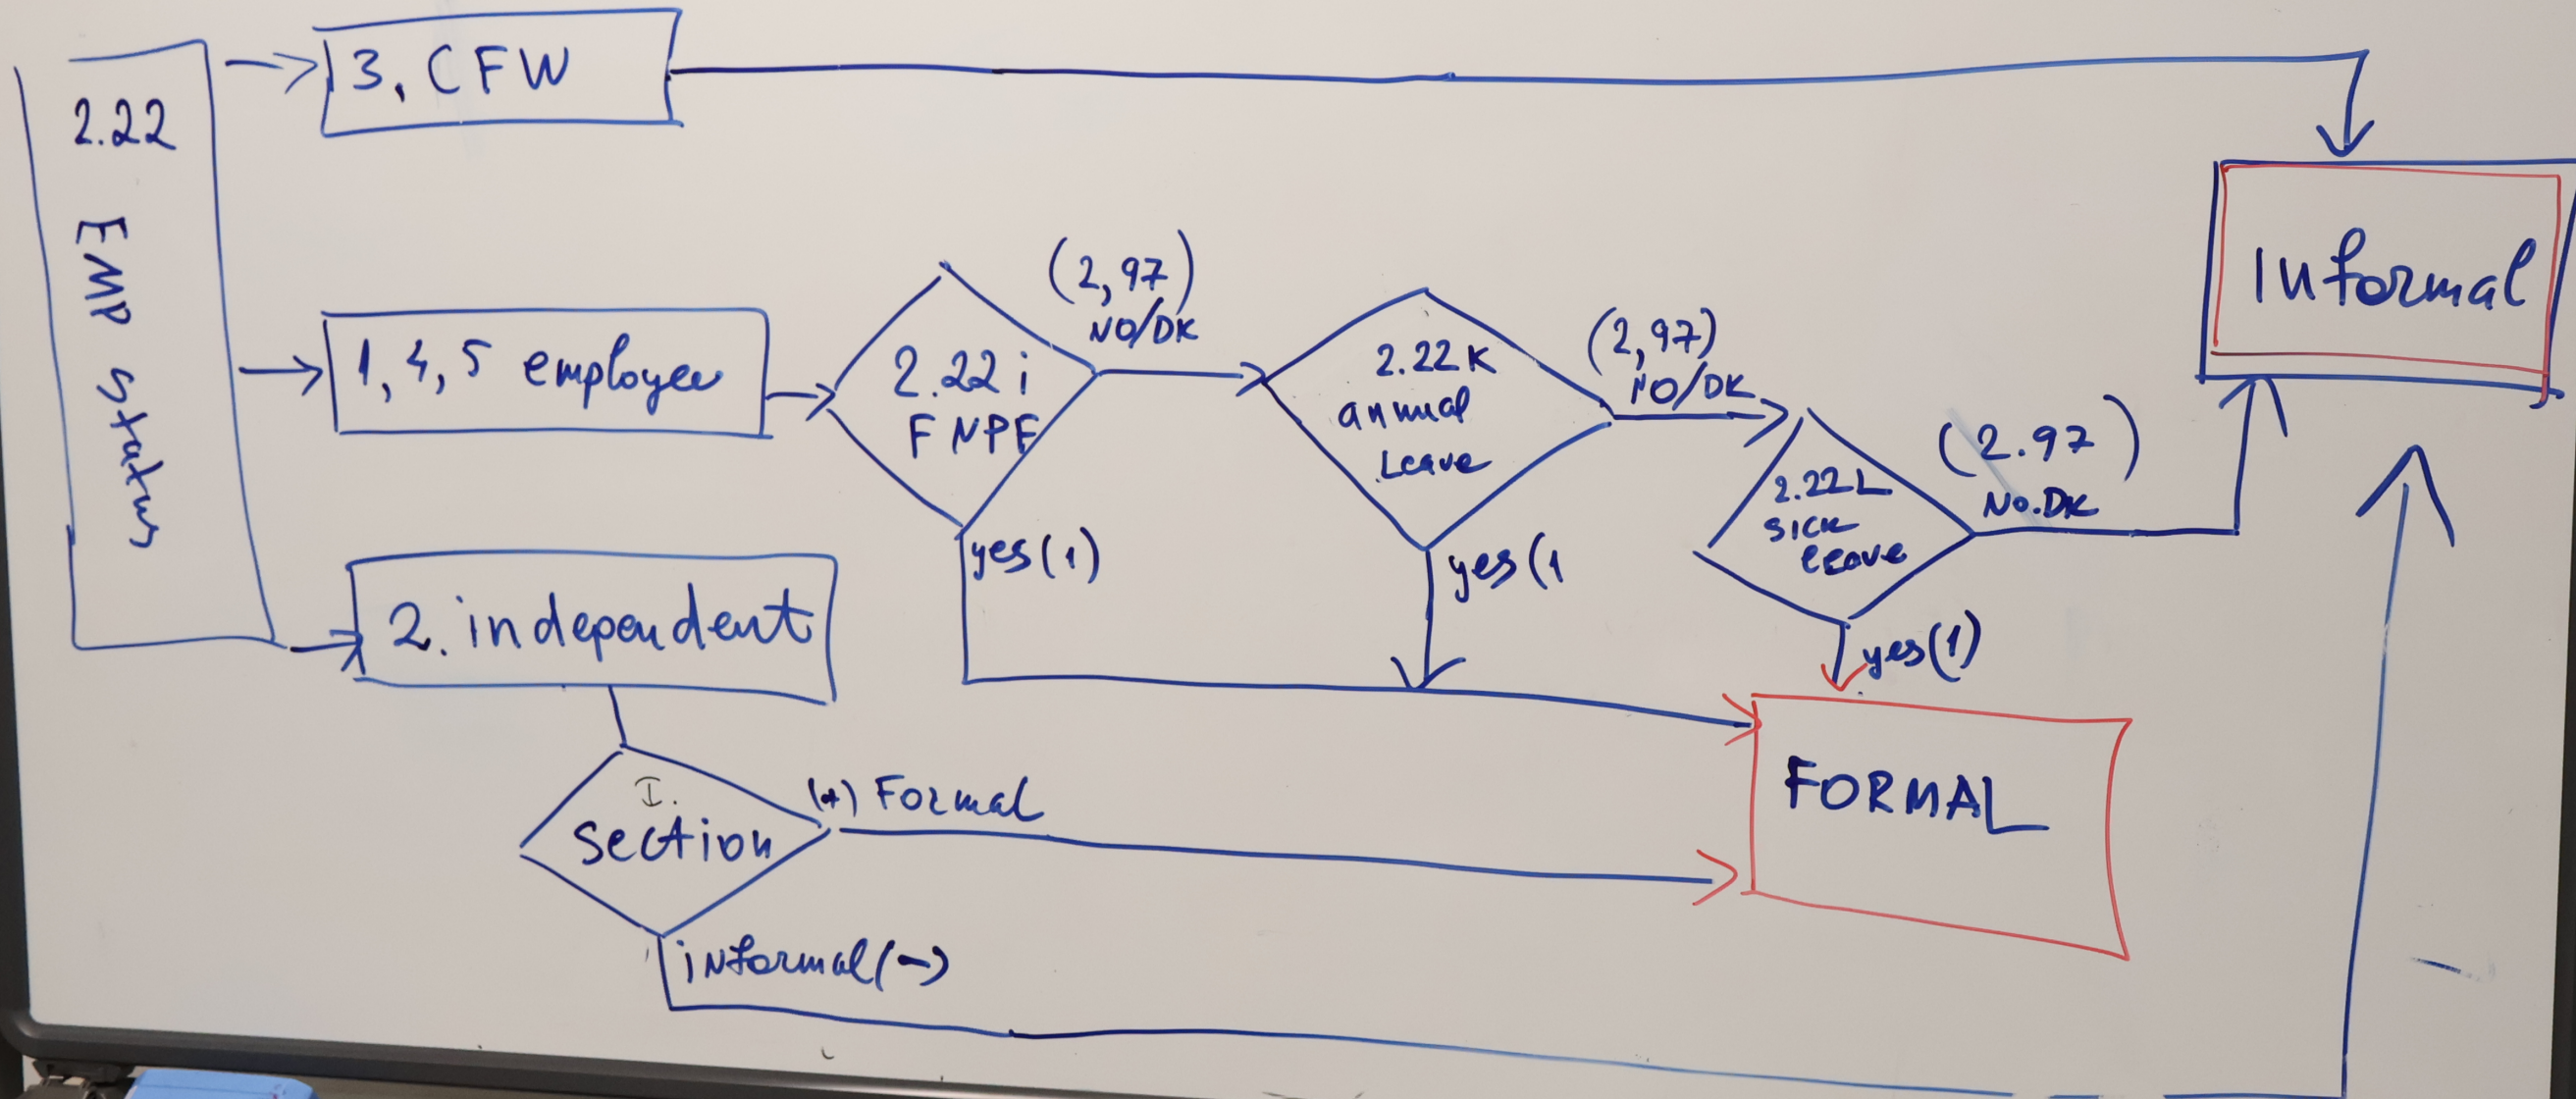 3, CFW
2.22
EMP status
1, 4, 5 employee
2.22 i
FNPF
(2,97)
NO/DK
yes(1)
2.22 K
annual
Leave
(2,97)
NO/DK
yes(1
2.22 L
sick
leave
(2.97)
No.DK
yes(1)
Informal
2. independent
I.
section
(+) Formal
informal(-)
FORMAL